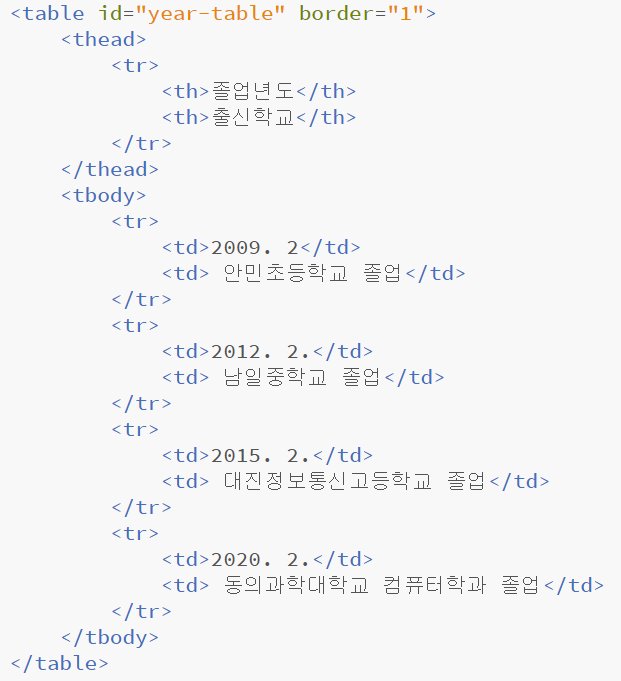 <table id="year-table" border="1">
    <thead>
        <tr>
            <th>졸업년도</th>
            <th>출신학교</th>
        </tr>
    </thead>
    <tbody>
        <tr>
            <td>2009. 2</td>
            <td> 안민초등학교 졸업</td>
        </tr>
        <tr>
            <td>2012. 2.</td>
            <td> 남일중학교 졸업</td>
        </tr>
        <tr>
            <td>2015. 2.</td>
            <td> 대진정보통신고등학교 졸업</td>
        </tr>
        <tr>
            <td>2020. 2.</td>
            <td> 동의과학대학교 컴퓨터학과 졸업</td>
        </tr>
    </tbody>
</table>